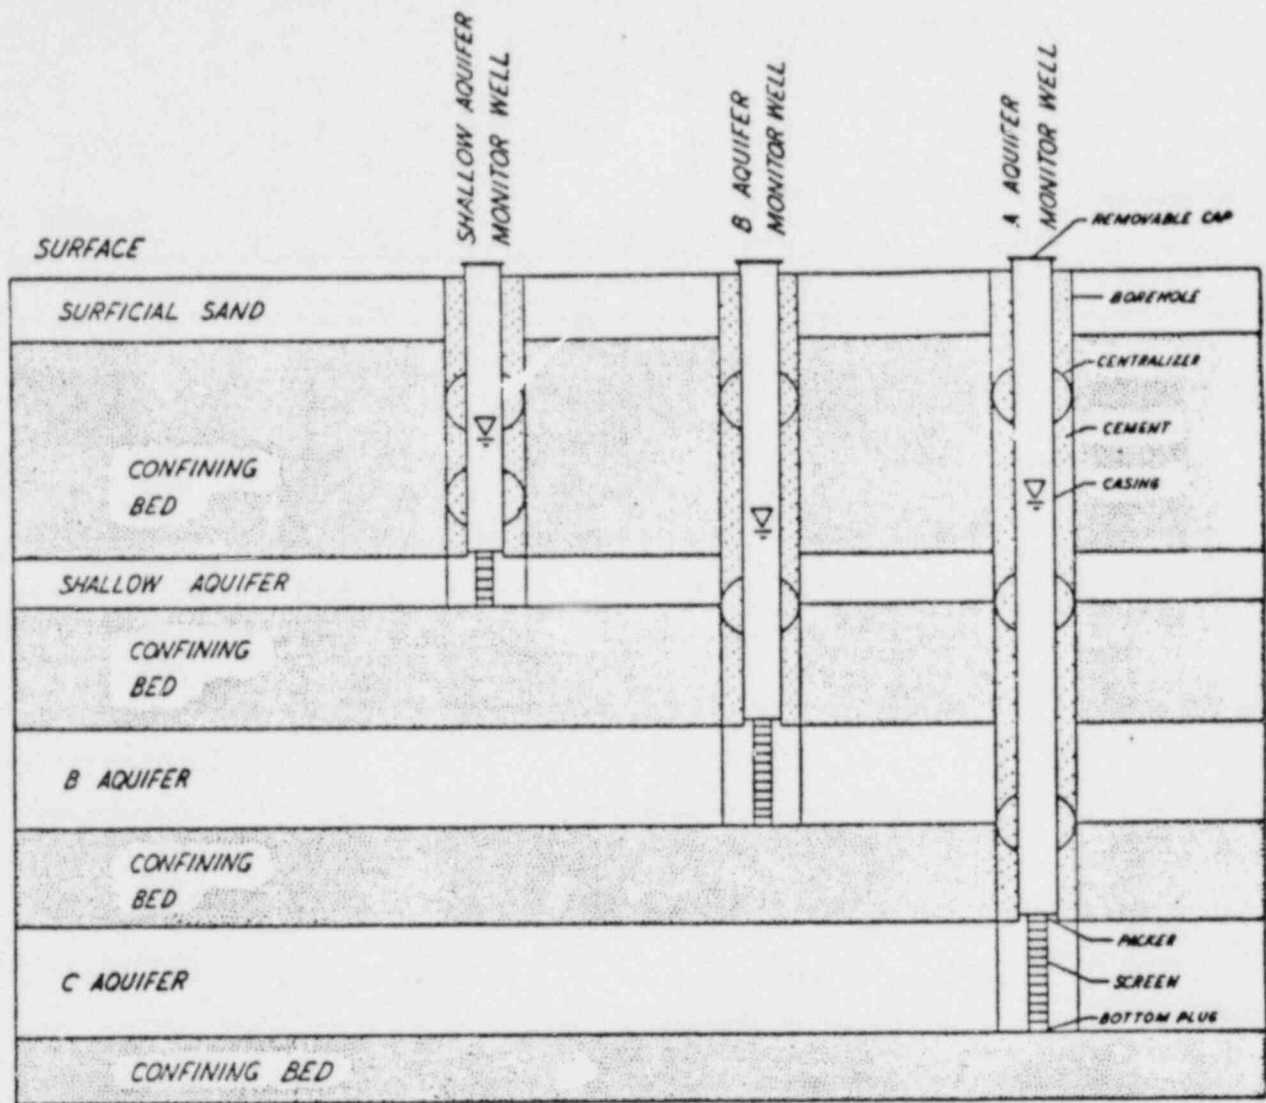 SHALLOW AQUIFER
MONITOR WELL
B AQUIFER
MONITOR WELL
A AQUIFER
MONITOR WELL
REMOVABLE CAP
SURFACE
BOREHOLE
SURFICIAL SAND
CENTRALIZER
CEMENT
CONFINING
BED
CASING
SHALLOW AQUIFER
CONFINING
BED
B AQUIFER
CONFINING
BED
PACKER
C AQUIFER
SCREEN
BOTTOM PLUG
CONFINING BED